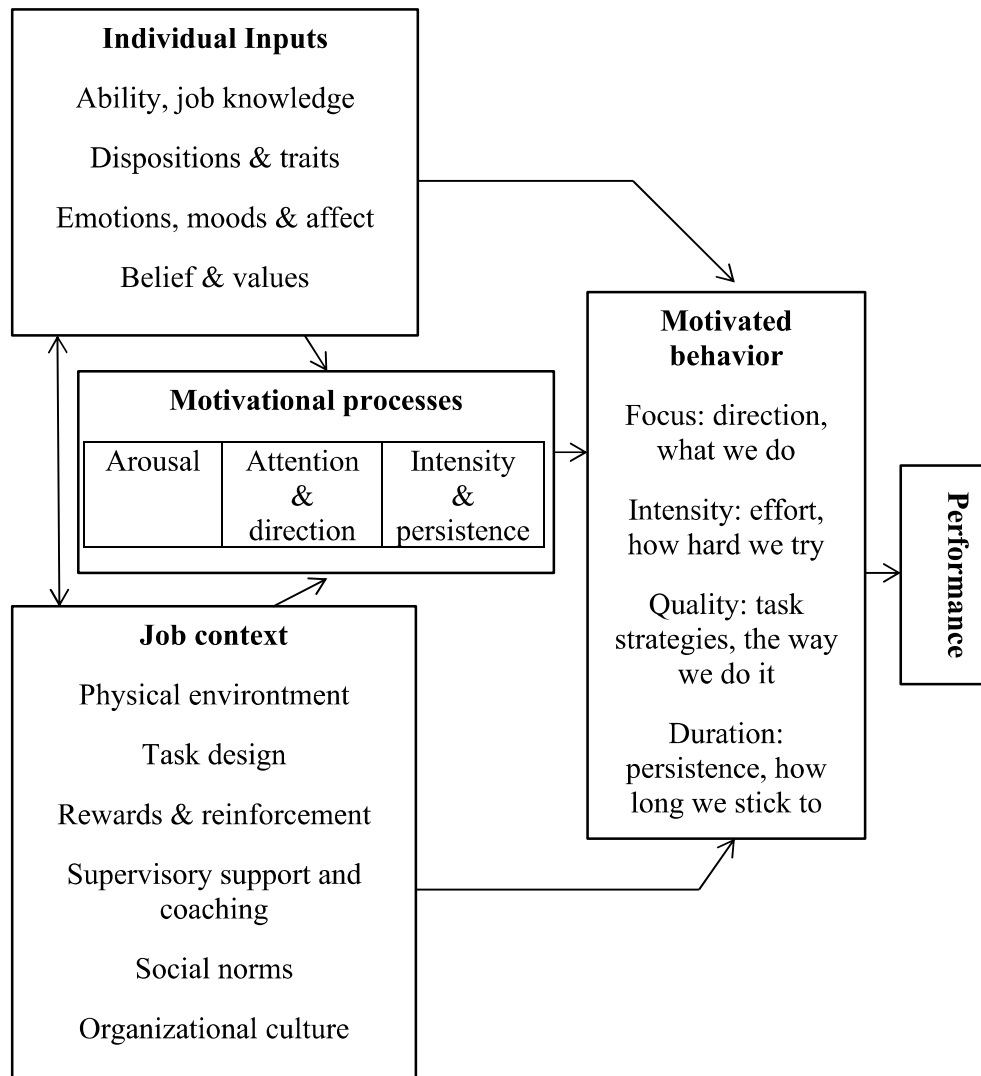 Individual Inputs
Ability, job knowledge
Dispositions & traits
Emotions, moods & affect
Belief & values
Motivational processes
Arousal
Attention
&
direction
Intensity
&
persistence
Job context
Physical environtment
Task design
Rewards & reinforcement
Supervisory support and
coaching
Social norms
Organizational culture
Motivated
behavior
Focus: direction,
what we do
Intensity: effort,
how hard we try
Quality: task
strategies, the way
we do it
Duration:
persistence, how
long we stick to
Performance